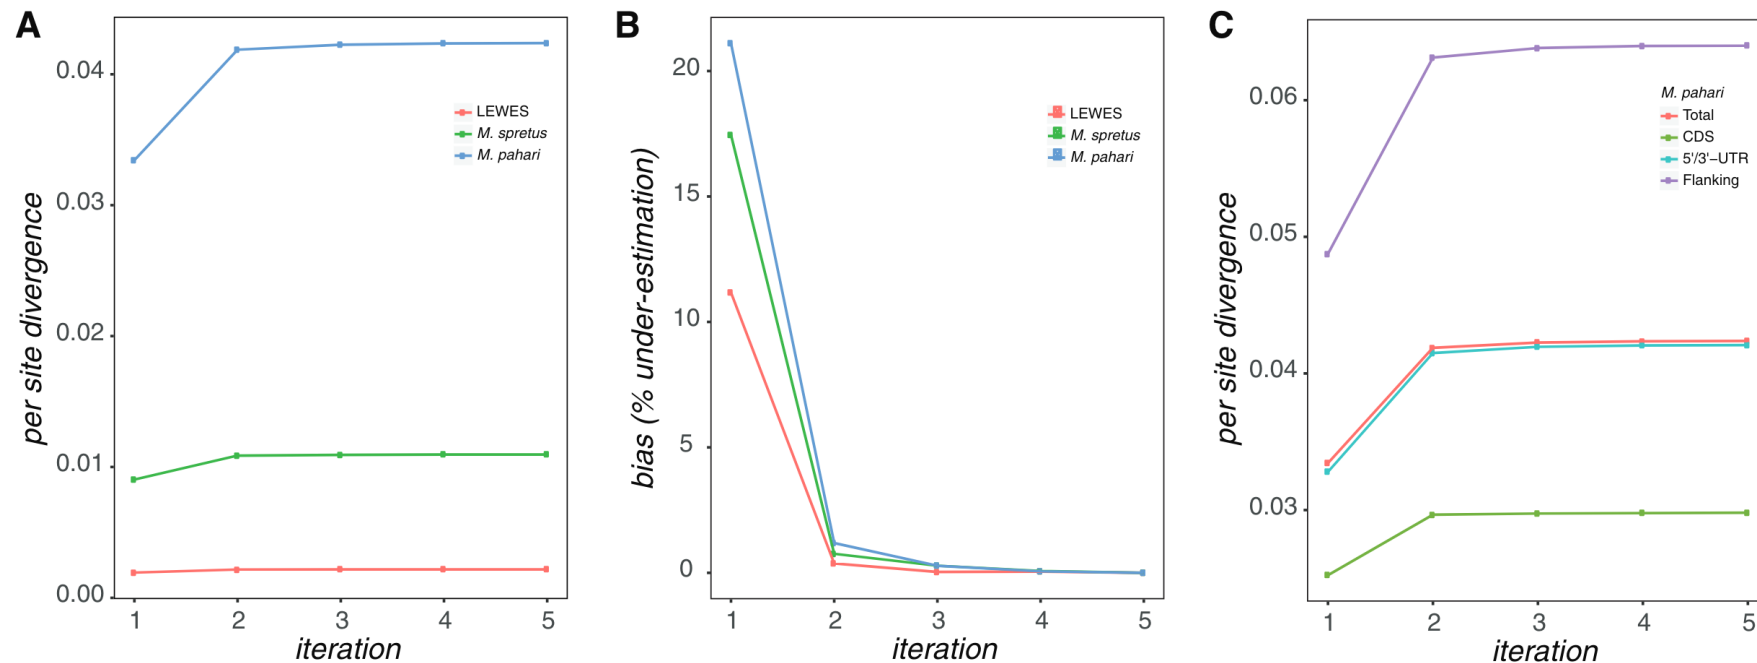 A
per site divergence
0.04
0.03
0.02
0.01
0.00
LEWES
M. spretus
M. pahari
1 2 3 4 5
iteration
B
bias (% under-estimation)
20
15
10
5
0
LEWES
M. spretus
M. pahari
1 2 3 4 5
iteration
C
per site divergence
0.06
0.05
0.04
0.03
M. pahari
Total
CDS
5'/3'−UTR
Flanking
1 2 3 4 5
iteration